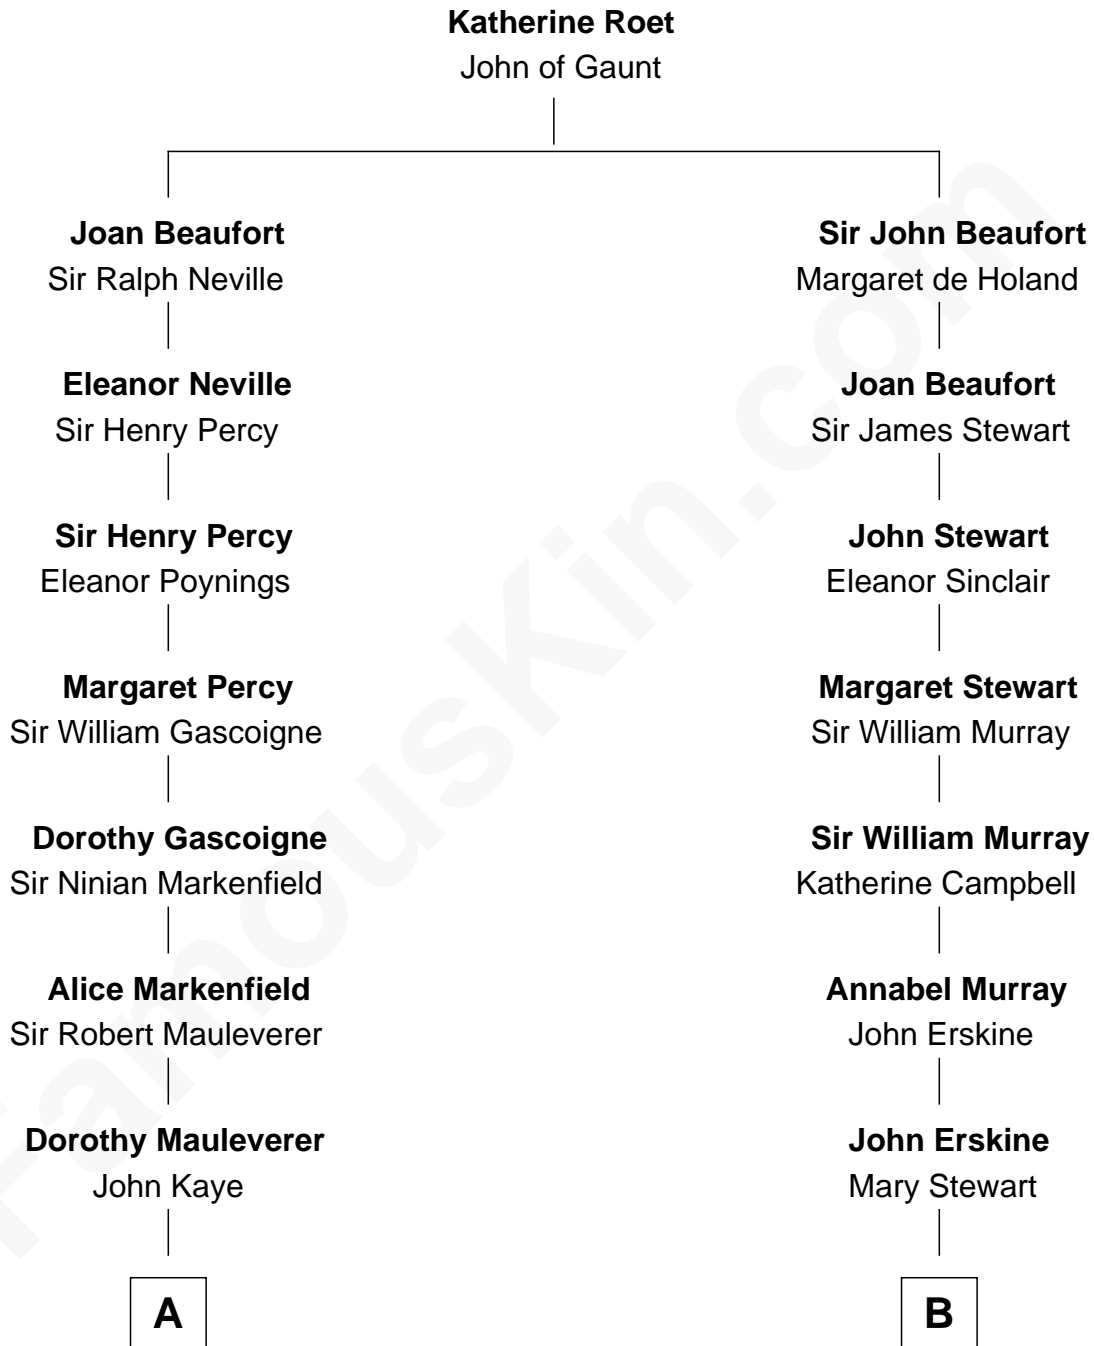 Katherine Roet
John of Gaunt
Joan Beaufort
Sir Ralph Neville
Sir John Beaufort
Margaret de Holand
Eleanor Neville
Sir Henry Percy
Joan Beaufort
Sir James Stewart
Sir Henry Percy
Eleanor Poynings
John Stewart
Eleanor Sinclair
Margaret Percy
Sir William Gascoigne
Margaret Stewart
Sir William Murray
Dorothy Gascoigne
Sir Ninian Markenfield
Sir William Murray
Katherine Campbell
Alice Markenfield
Sir Robert Mauleverer
Annabel Murray
John Erskine
Dorothy Mauleverer
John Kaye
John Erskine
Mary Stewart
A
B
FamousKin.com